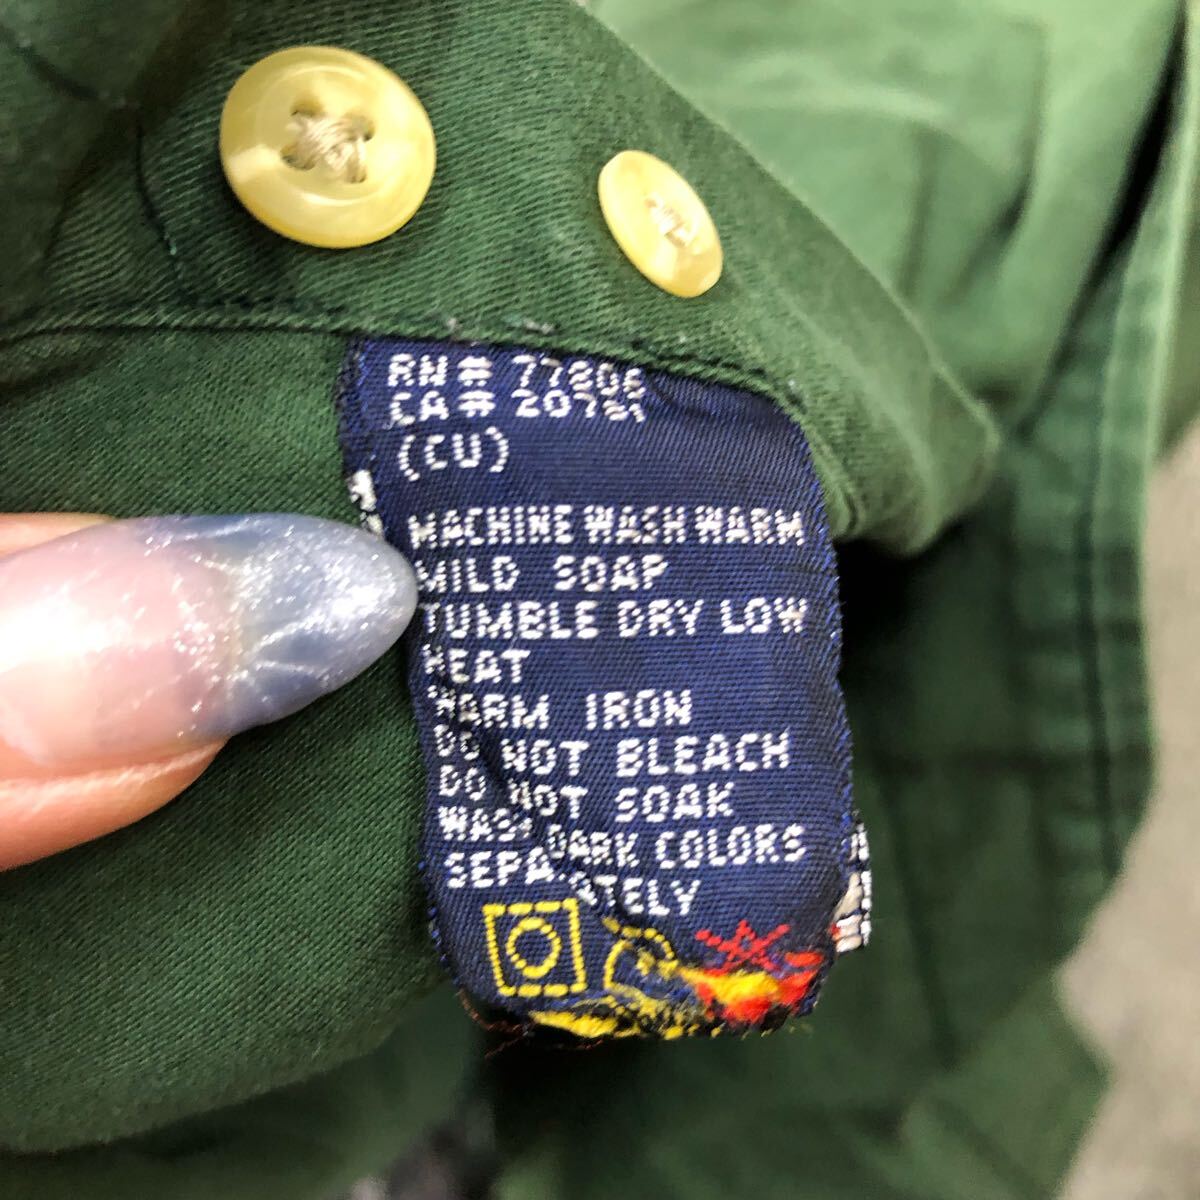 RN# 77806
CA# 20781
(CU)
MACHINE WASH WARM
MILD SOAP
TUMBLE DRY LOW
HEAT
WARM IRON
DO NOT BLEACH
DO NOT SOAK
WASH DARK COLORS
SEPARATELY